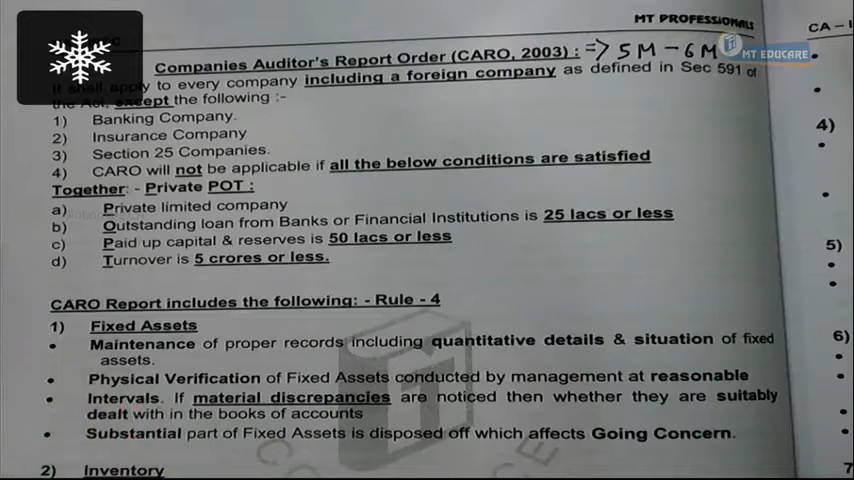 MT PROFESSIONALS
CA - I
MT EDUCARE
Companies Auditor's Report Order (CARO, 2003) : => 5M - 6M
It shall apply to every company including a foreign company as defined in Sec 591 of
the Act, except the following :-
1) Banking Company.
2) Insurance Company
3) Section 25 Companies.
4) CARO will not be applicable if all the below conditions are satisfied
Together: - Private POT :
a) Private limited company
b) Outstanding loan from Banks or Financial Institutions is 25 lacs or less
c) Paid up capital & reserves is 50 lacs or less
d) Turnover is 5 crores or less.
CARO Report includes the following: - Rule - 4
1) Fixed Assets
• Maintenance of proper records including quantitative details & situation of fixed
assets.
• Physical Verification of Fixed Assets conducted by management at reasonable
• Intervals. If material discrepancies are noticed then whether they are suitably
dealt with in the books of accounts
• Substantial part of Fixed Assets is disposed off which affects Going Concern.
2) Inventory
4)
5)
6)
7